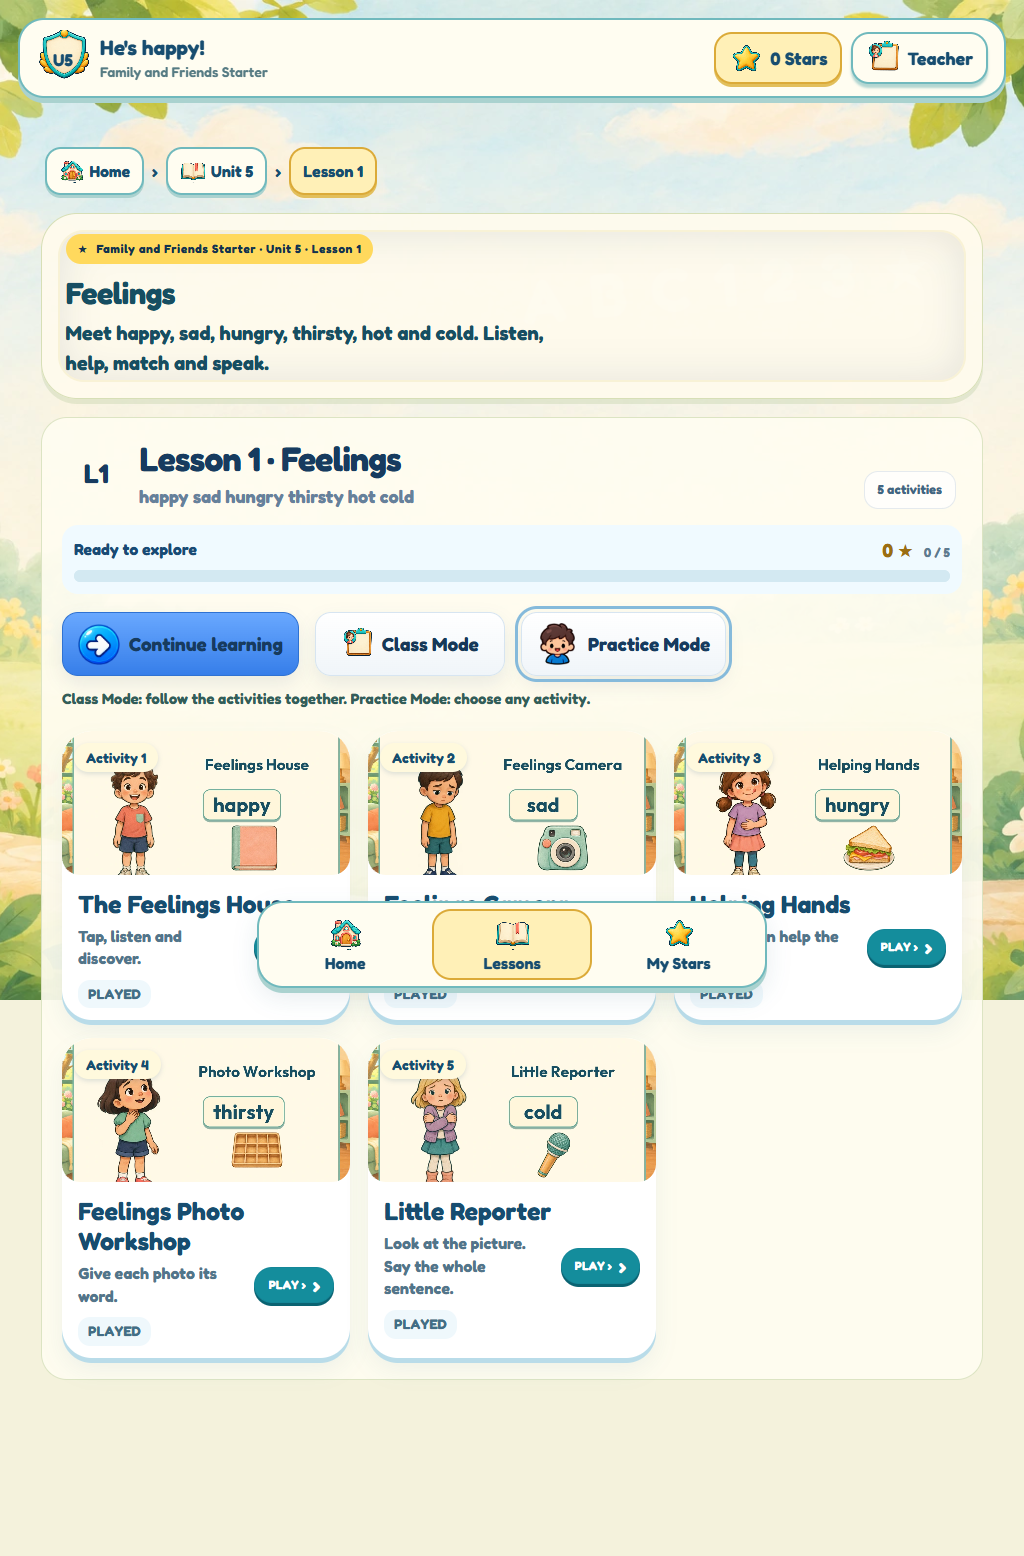 U5
He's happy!
Family and Friends Starter
0 Stars
Teacher
Home
›
Unit 5
›
Lesson 1
★ Family and Friends Starter · Unit 5 · Lesson 1
Feelings
Meet happy, sad, hungry, thirsty, hot and cold. Listen,
help, match and speak.
L1
Lesson 1 · Feelings
happy sad hungry thirsty hot cold
5 activities
Ready to explore
0 ★ 0 / 5
Continue learning
Class Mode
Practice Mode
Class Mode: follow the activities together. Practice Mode: choose any activity.
Activity 1
Feelings House
happy
The Feelings House
Tap, listen and
discover.
PLAYED
Activity 2
Feelings Camera
sad
PLAYED
Activity 3
Helping Hands
hungry
Hands
help the
PLAY › ›
PLAYED
Home
Lessons
My Stars
Activity 4
Photo Workshop
thirsty
Feelings Photo
Workshop
Give each photo its
word.
PLAY › ›
PLAYED
Activity 5
Little Reporter
cold
Little Reporter
Look at the picture.
Say the whole
sentence.
PLAY › ›
PLAYED